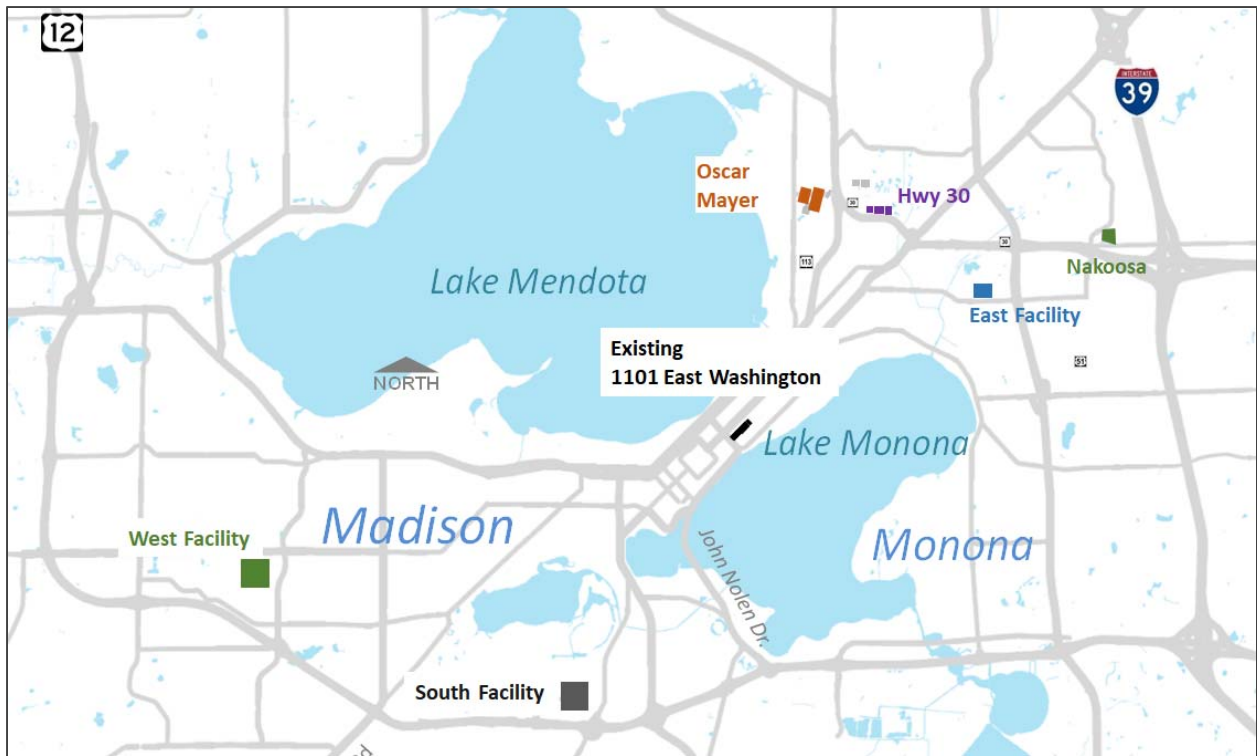 12
INTERSTATE
39
Oscar
Mayer
Hwy 30
30
30
Nakoosa
113
East Facility
Lake Mendota
Existing
1101 East Washington
51
NORTH
Lake Monona
Madison
West Facility
Monona
John Nolen Dr.
South Facility